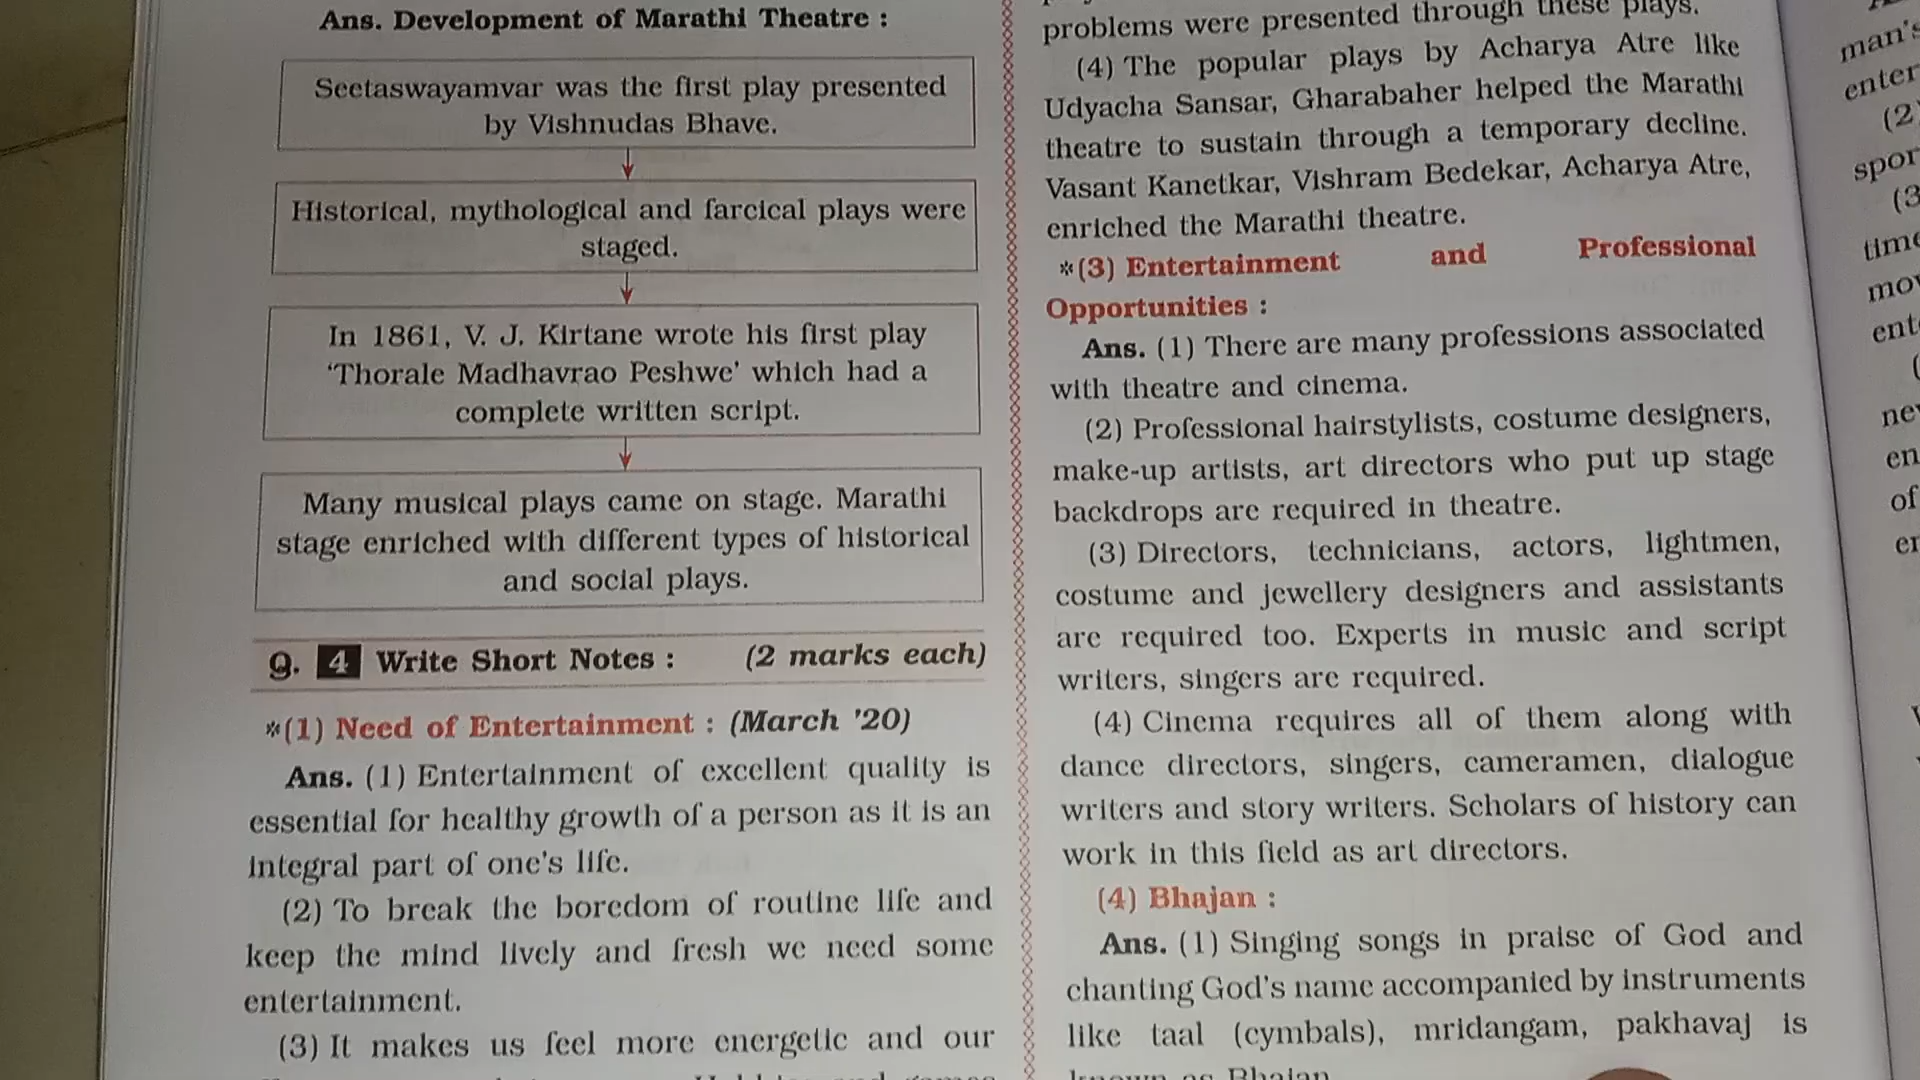 Ans. Development of Marathi Theatre :
Seetaswayamvar was the first play presented
by Vishnudas Bhave.
Historical, mythological and farcical plays were
staged.
In 1861, V. J. Kirtane wrote his first play
‘Thorale Madhavrao Peshwe’ which had a
complete written script.
Many musical plays came on stage. Marathi
stage enriched with different types of historical
and social plays.
Q. 4 Write Short Notes : (2 marks each)
*(1) Need of Entertainment : (March '20)
Ans. (1) Entertainment of excellent quality is
essential for healthy growth of a person as it is an
integral part of one's life.
(2) To break the boredom of routine life and
keep the mind lively and fresh we need some
entertainment.
(3) It makes us feel more energetic and our
problems were presented through these plays.
(4) The popular plays by Acharya Atre like
Udyacha Sansar, Gharabaher helped the Marathi
theatre to sustain through a temporary decline.
Vasant Kanetkar, Vishram Bedekar, Acharya Atre,
enriched the Marathi theatre.
*(3) Entertainment and Professional
Opportunities :
Ans. (1) There are many professions associated
with theatre and cinema.
(2) Professional hairstylists, costume designers,
make-up artists, art directors who put up stage
backdrops are required in theatre.
(3) Directors, technicians, actors, lightmen,
costume and jewellery designers and assistants
are required too. Experts in music and script
writers, singers are required.
(4) Cinema requires all of them along with
dance directors, singers, cameramen, dialogue
writers and story writers. Scholars of history can
work in this field as art directors.
(4) Bhajan :
Ans. (1) Singing songs in praise of God and
chanting God's name accompanied by instruments
like taal (cymbals), mridangam, pakhavaj is
known as Bhajan
man's
enter
(2)
spor
(3
time
mov
ente
(
new
en
of
er